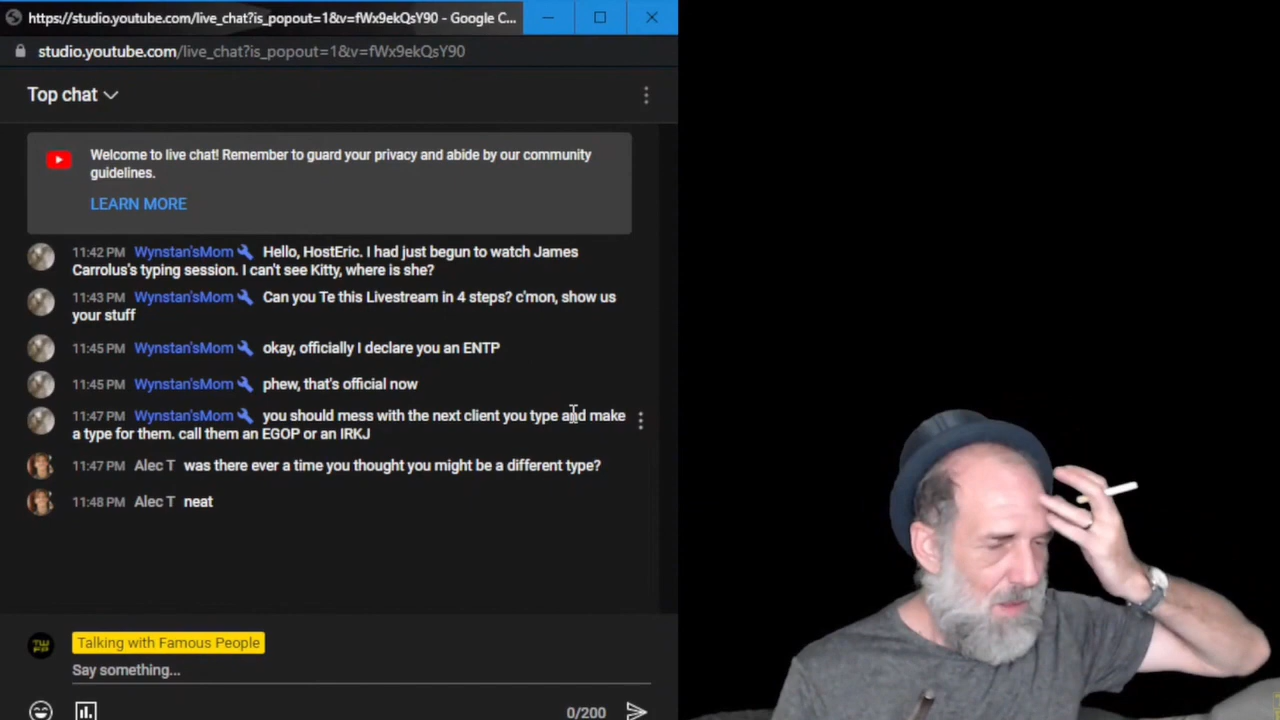 https://studio.youtube.com/live_chat?is_popout=1&v=fWx9ekQsY90 - Google C...
studio.youtube.com/live_chat?is_popout=1&v=fWx9ekQsY90
Top chat
Welcome to live chat! Remember to guard your privacy and abide by our community
guidelines.
LEARN MORE
11:42 PM Wynstan'sMom Hello, HostEric. I had just begun to watch James
Carrolus's typing session. I can't see Kitty, where is she?
11:43 PM Wynstan'sMom Can you Te this Livestream in 4 steps? c'mon, show us
your stuff
11:45 PM Wynstan'sMom okay, officially I declare you an ENTP
11:45 PM Wynstan'sMom phew, that's official now
11:47 PM Wynstan'sMom you should mess with the next client you type and make
a type for them. call them an EGOP or an IRKJ
11:47 PM Alec T was there ever a time you thought you might be a different type?
11:48 PM Alec T neat
TW
FP
Talking with Famous People
Say something...
0/200